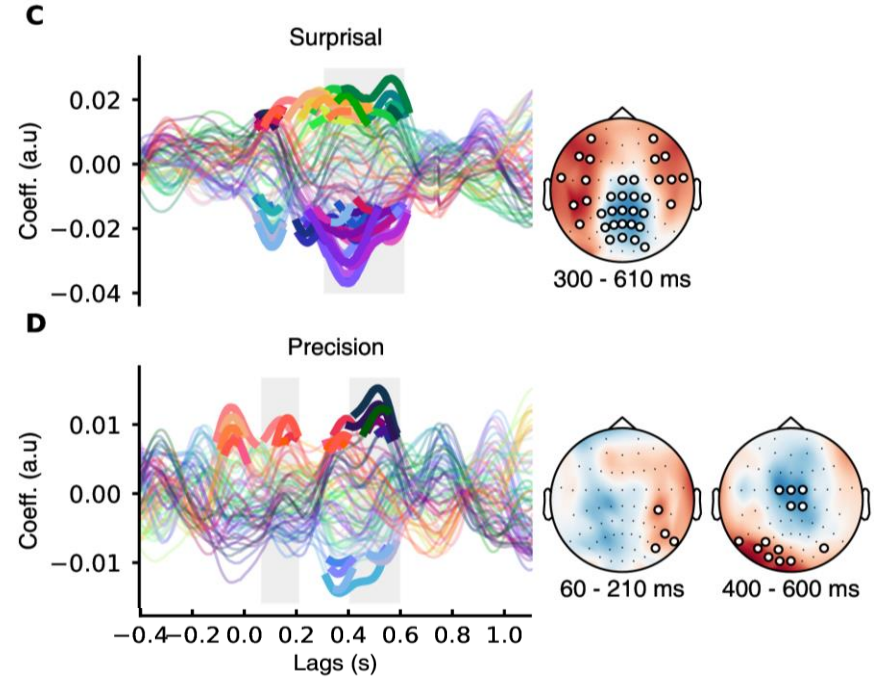 C
Surprisal
0.02
0.00
−0.02
−0.04
Coeff. (a.u)
300 - 610 ms
D
Precision
0.01
0.00
−0.01
Coeff. (a.u)
−0.4−0.2 0.0 0.2 0.4 0.6 0.8 1.0
Lags (s)
60 - 210 ms
400 - 600 ms